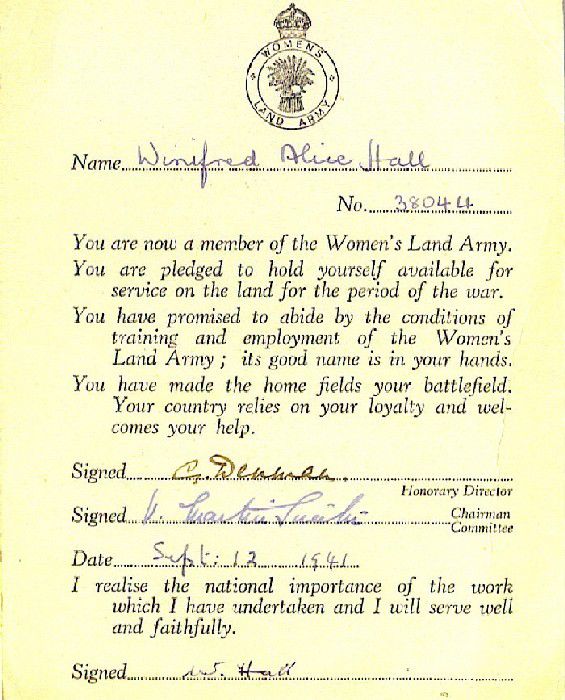 WOMENS
LAND ARMY
Name Winifred Alice Hall
No. 38044
You are now a member of the Women's Land Army.
You are pledged to hold yourself available for
service on the land for the period of the war.
You have promised to abide by the conditions of
training and employment of the Women's
Land Army ; its good name is in your hands.
You have made the home fields your battlefield.
Your country relies on your loyalty and wel-
comes your help.
Signed G. Denman.
Honorary Director
Signed V. Martin Smith
Chairman
Committee
Date Sept: 12 1941
I realise the national importance of the work
which I have undertaken and I will serve well
and faithfully.
Signed W. Hall